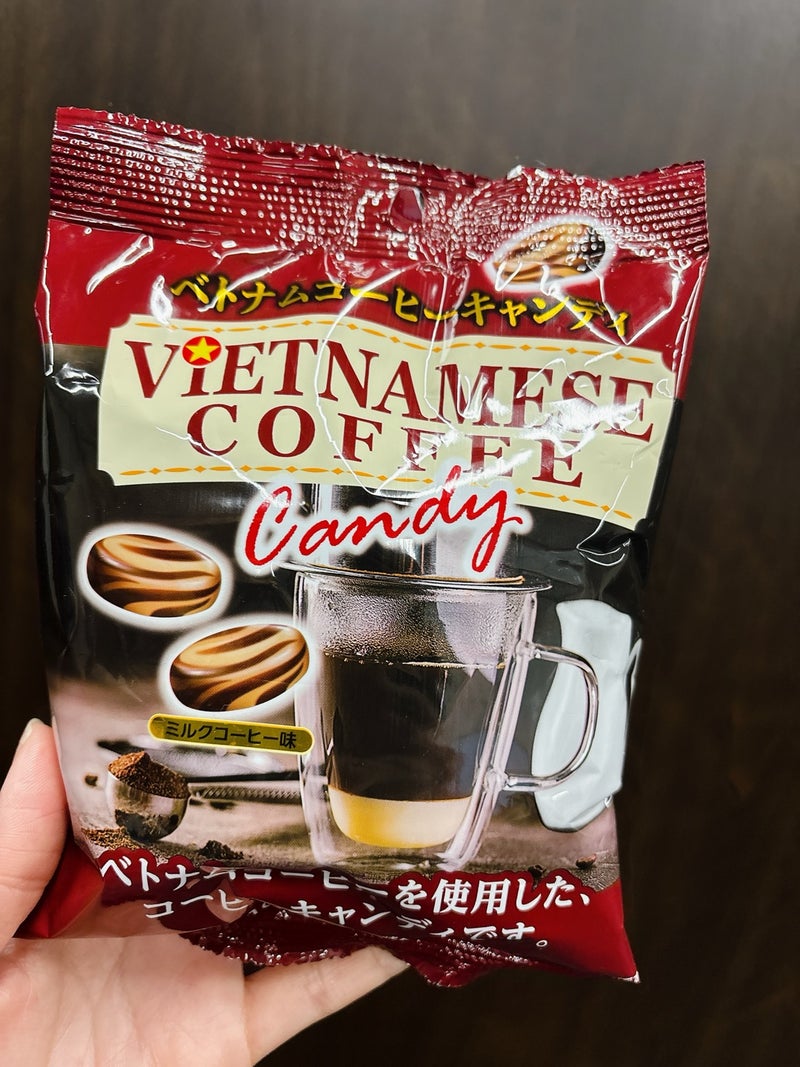 ベトナムコーヒーキャンディ
VIETNAMESE
COFFEE
Candy
ミルクコーヒー味
ベトナムコーヒーを使用した、
コーヒーキャンディです。